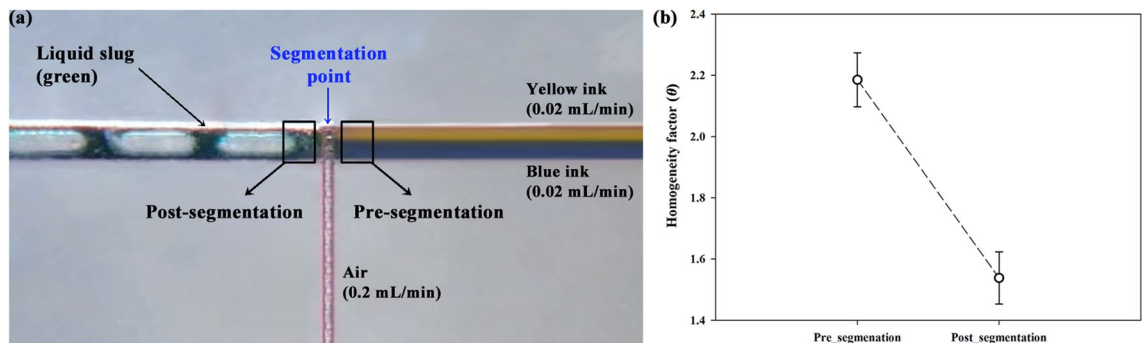 (a)
Liquid slug
(green)
Segmentation
point
Yellow ink
(0.02 mL/min)
Blue ink
(0.02 mL/min)
Post-segmentation
Pre-segmentation
Air
(0.2 mL/min)
(b)
2.4
2.2
2.0
1.8
1.6
1.4
Homogeneity factor (θ)
Pre_segmenation
Post_segmentation